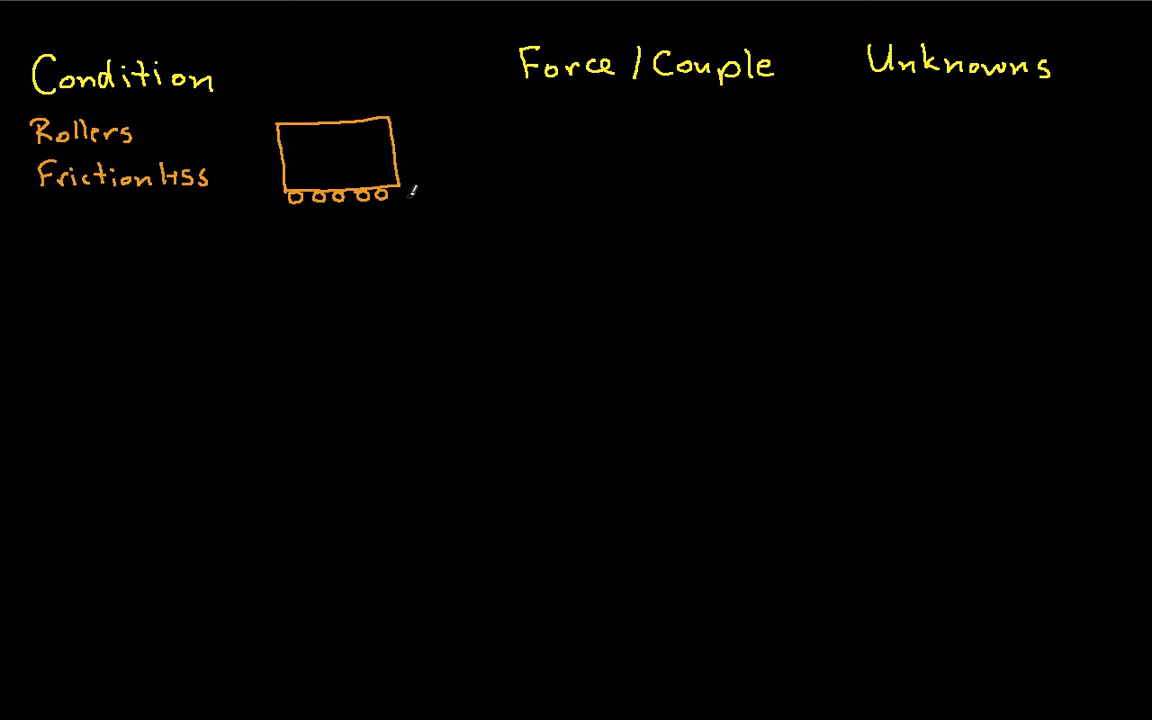 Condition
Force / Couple
Unknowns
Rollers
Frictionless